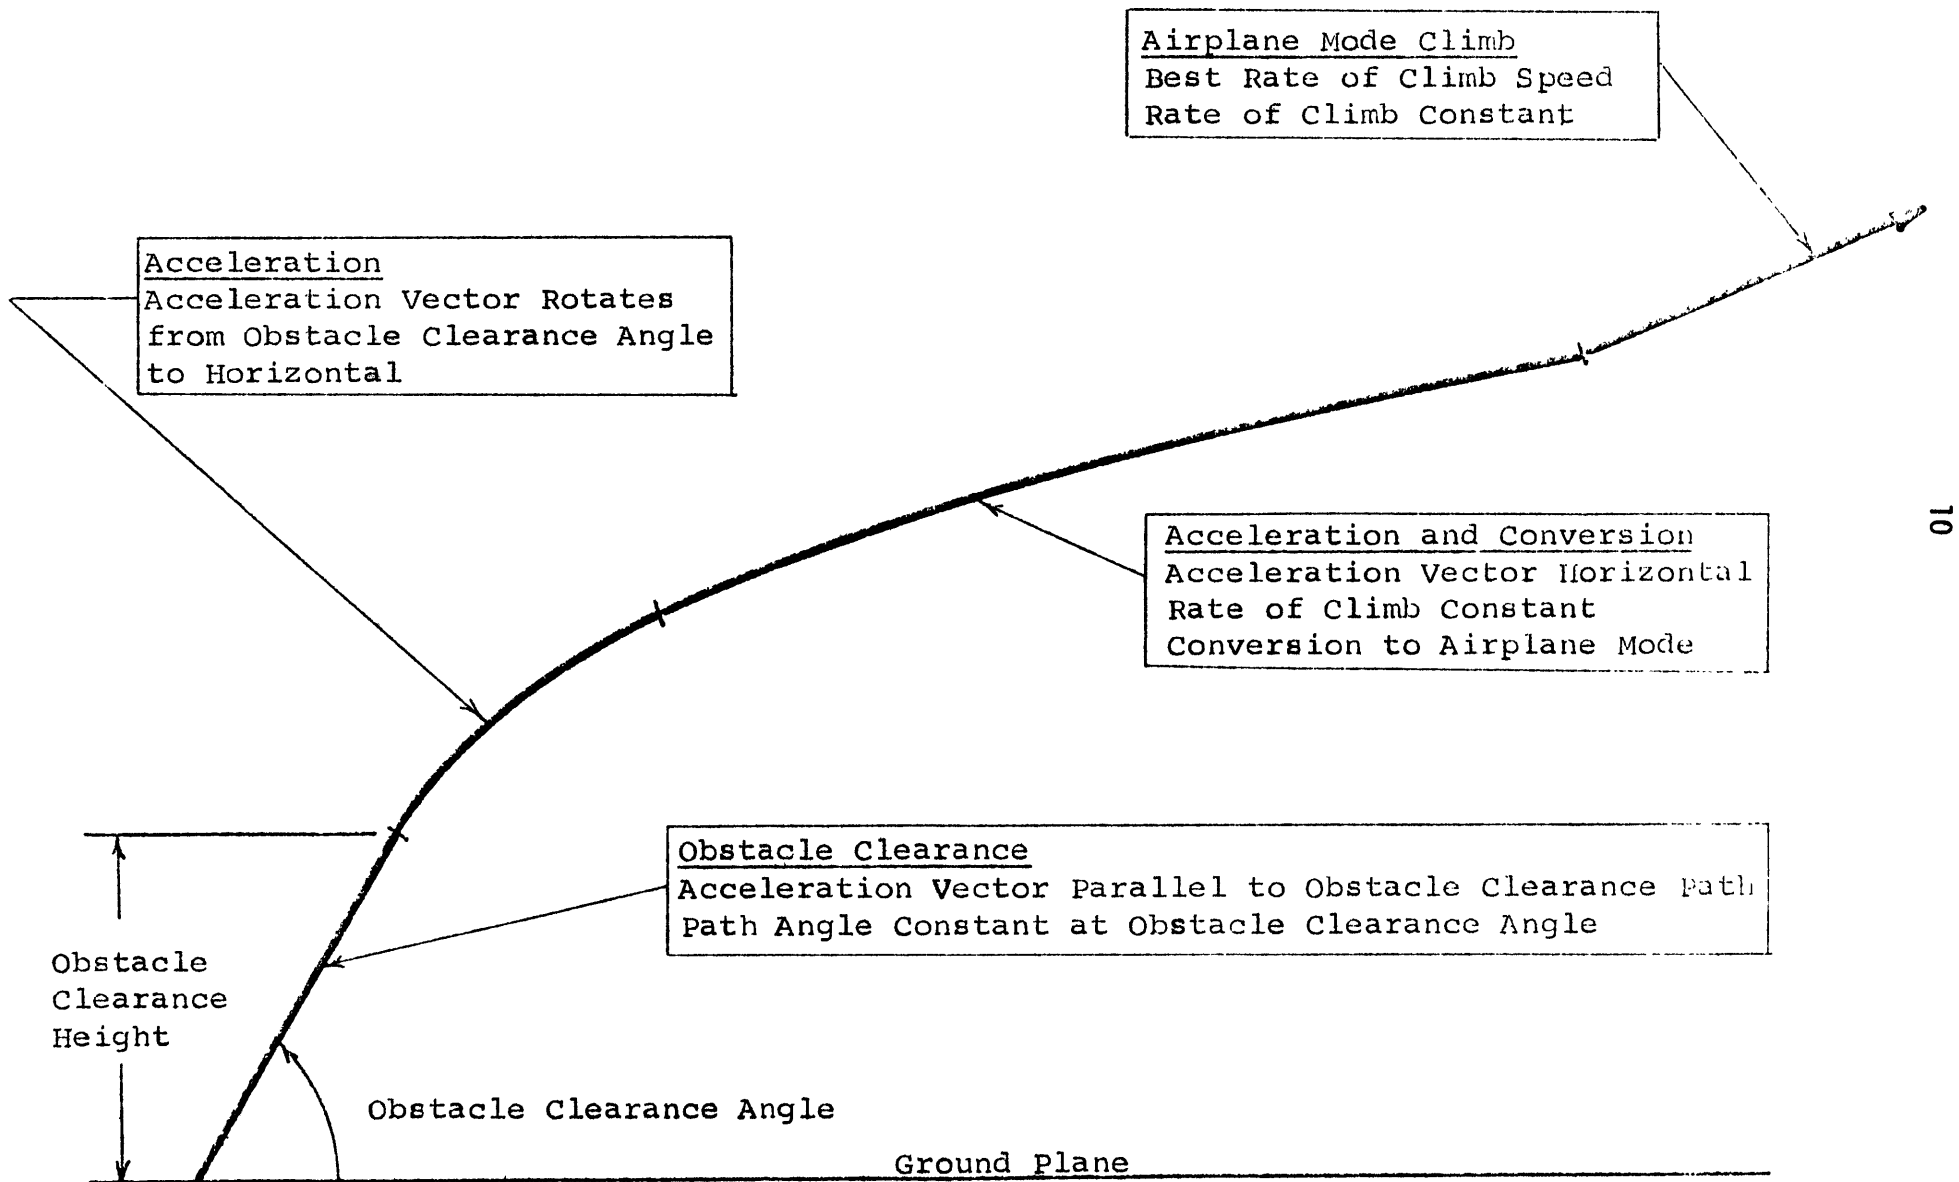 Airplane Mode Climb
Best Rate of Climb Speed
Rate of Climb Constant
Acceleration
Acceleration Vector Rotates
from Obstacle Clearance Angle
to Horizontal
Acceleration and Conversion
Acceleration Vector Horizontal
Rate of Climb Constant
Conversion to Airplane Mode
10
Obstacle Clearance
Acceleration Vector Parallel to Obstacle Clearance Path
Path Angle Constant at Obstacle Clearance Angle
Obstacle
Clearance
Height
Obstacle Clearance Angle
Ground Plane